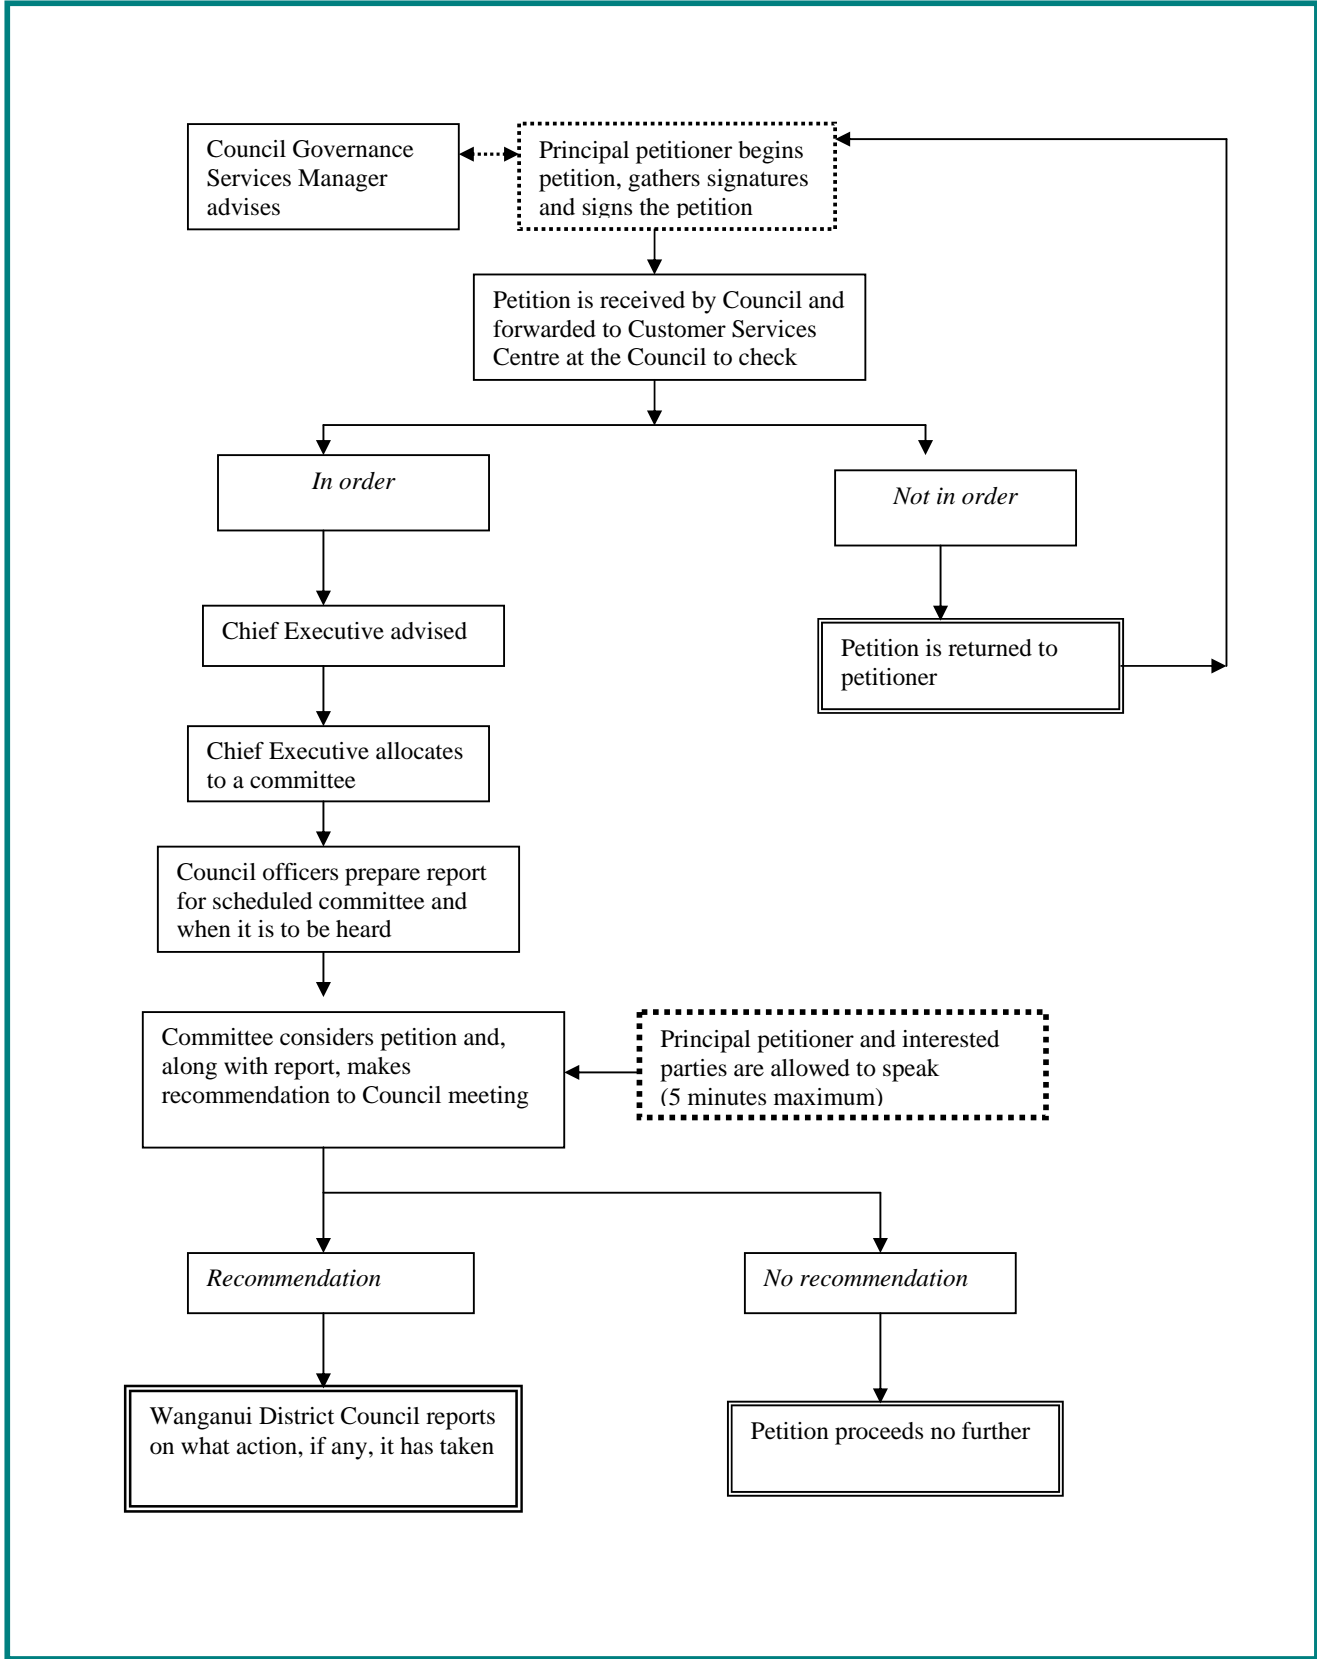 Council Governance
Services Manager
advises
Principal petitioner begins
petition, gathers signatures
and signs the petition
Petition is received by Council and
forwarded to Customer Services
Centre at the Council to check
In order
Not in order
Chief Executive advised
Petition is returned to
petitioner
Chief Executive allocates
to a committee
Council officers prepare report
for scheduled committee and
when it is to be heard
Committee considers petition and,
along with report, makes
recommendation to Council meeting
Principal petitioner and interested
parties are allowed to speak
(5 minutes maximum)
Recommendation
No recommendation
Wanganui District Council reports
on what action, if any, it has taken
Petition proceeds no further